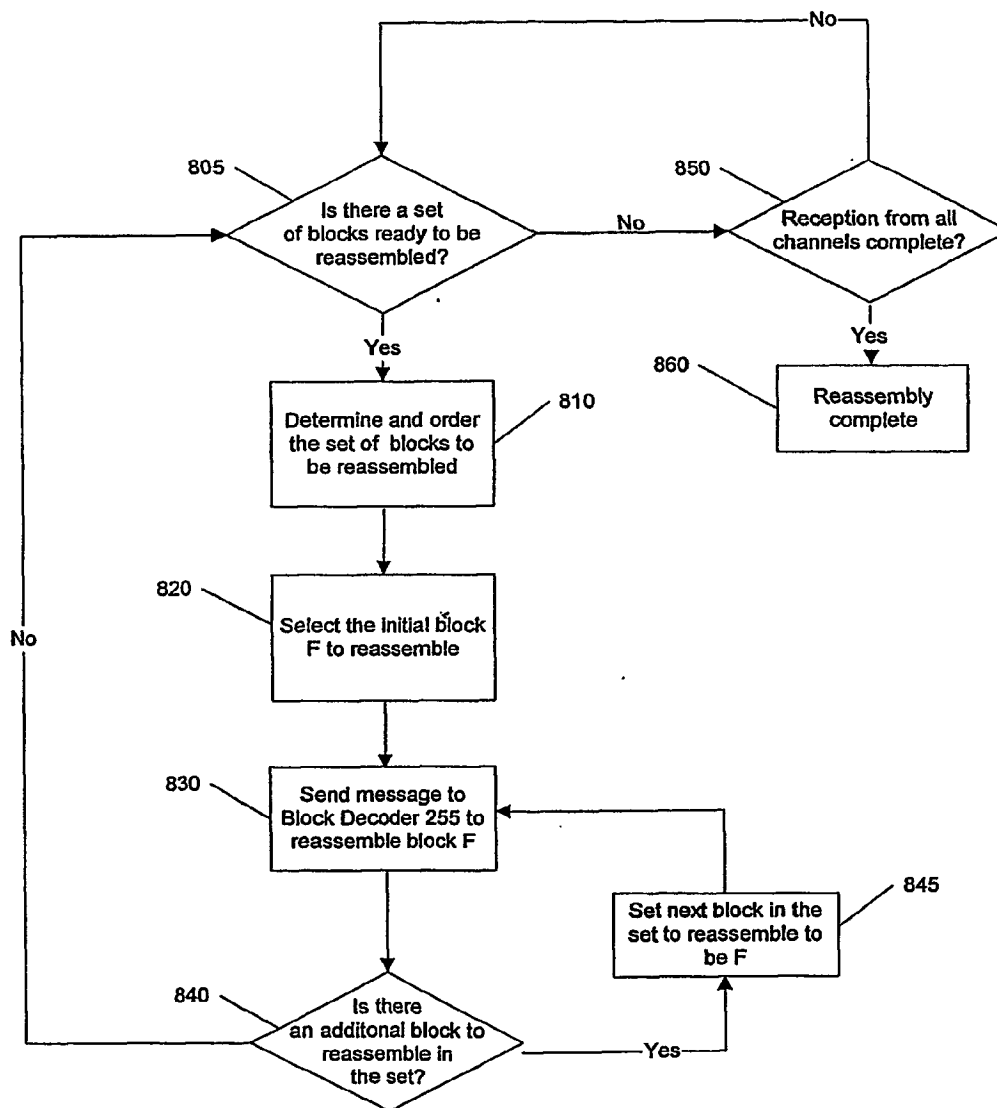 No
805
850
Is there a set
of blocks ready to be
reassembled?
No
Reception from all
channels complete?
Yes
Yes
860
Reassembly
complete
810
Determine and order
the set of blocks to
be reassembled
820
Select the initial block
F to reassemble
No
830
Send message to
Block Decoder 255 to
reassemble block F
845
Set next block in the
set to reassemble to
be F
840
Is there
an additonal block to
reassemble in
the set?
Yes